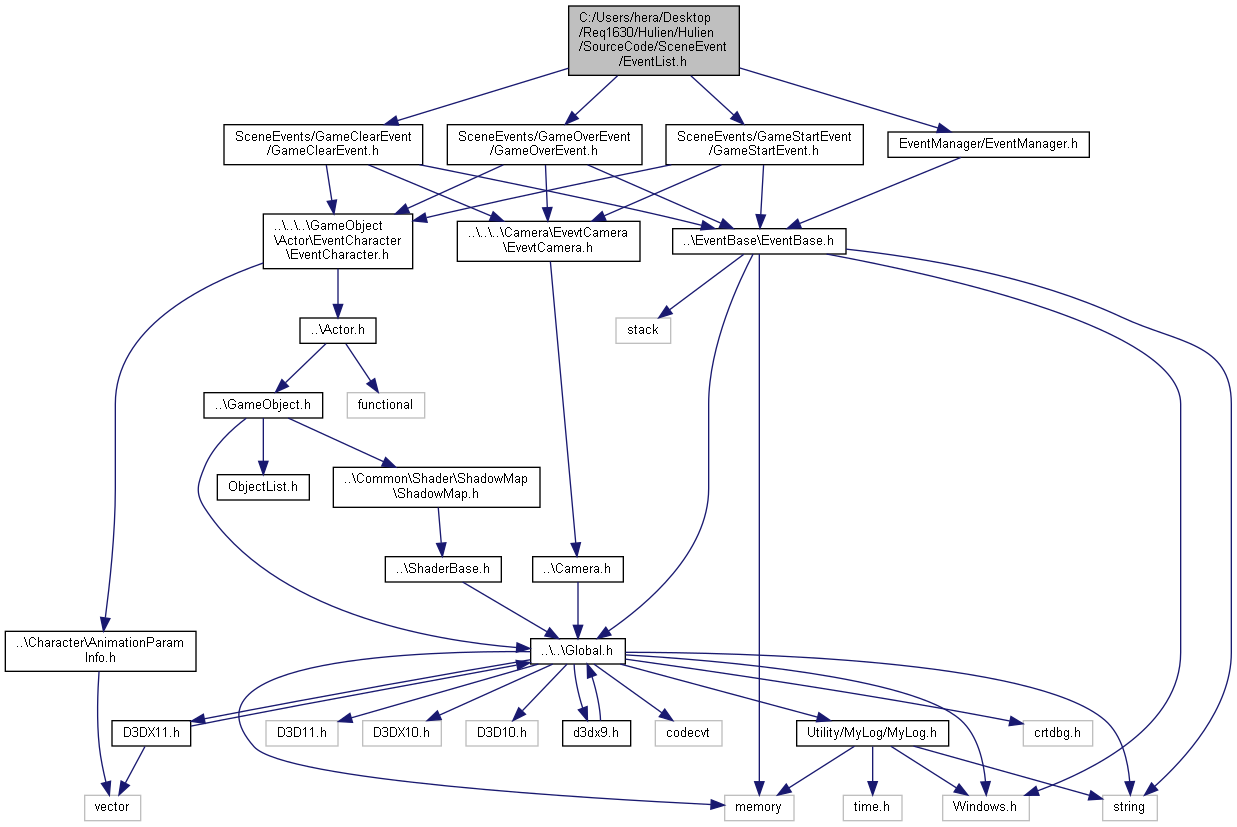 C:/Users/hera/Desktop
/Req1630/Hulien/Hulien
/SourceCode/SceneEvent
/EventList.h
SceneEvents/GameClearEvent
/GameClearEvent.h
SceneEvents/GameOverEvent
/GameOverEvent.h
SceneEvents/GameStartEvent
/GameStartEvent.h
EventManager/EventManager.h
..\..\..\GameObject
\Actor\EventCharacter
\EventCharacter.h
..\..\..\Camera\EvevtCamera
\EvevtCamera.h
..\EventBase\EventBase.h
..\Actor.h
stack
..\GameObject.h
functional
ObjectList.h
..\Common\Shader\ShadowMap
\ShadowMap.h
..\ShaderBase.h
..\Camera.h
..\Character\AnimationParam
Info.h
..\..\Global.h
D3DX11.h
D3D11.h
D3DX10.h
D3D10.h
d3dx9.h
codecvt
Utility/MyLog/MyLog.h
crtdbg.h
vector
memory
time.h
Windows.h
string